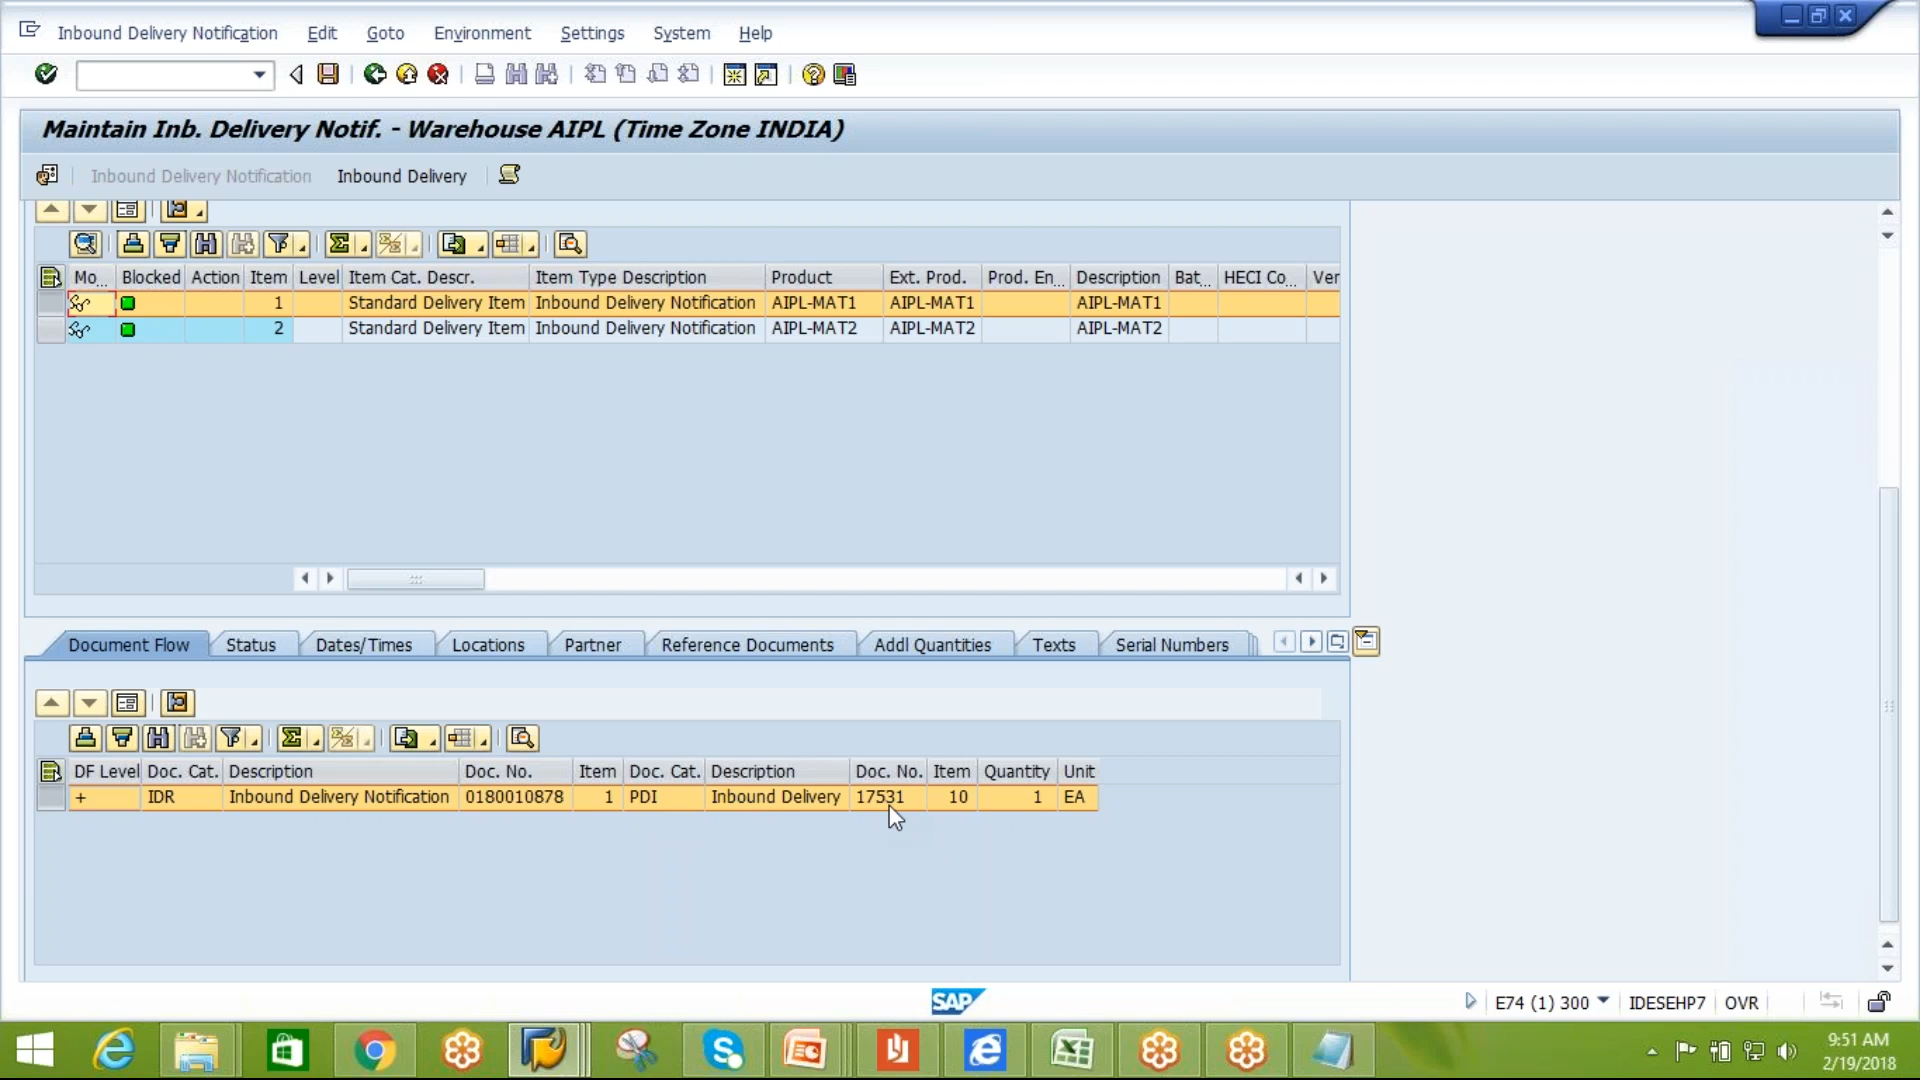 Inbound Delivery Notification Edit Goto Environment Settings System Help
Maintain Inb. Delivery Notif. - Warehouse AIPL (Time Zone INDIA)
Inbound Delivery Notification Inbound Delivery
Mo... Blocked Action Item Level Item Cat. Descr. Item Type Description Product Ext. Prod. Prod. En... Description Bat... HECI Co... Ver
1 Standard Delivery Item Inbound Delivery Notification AIPL-MAT1 AIPL-MAT1 AIPL-MAT1
2 Standard Delivery Item Inbound Delivery Notification AIPL-MAT2 AIPL-MAT2 AIPL-MAT2
Document Flow Status Dates/Times Locations Partner Reference Documents Addl Quantities Texts Serial Numbers
DF Level Doc. Cat. Description Doc. No. Item Doc. Cat. Description Doc. No. Item Quantity Unit
+ IDR Inbound Delivery Notification 0180010878 1 PDI Inbound Delivery 17531 10 1 EA
SAP E74 (1) 300 IDESEHP7 OVR
9:51 AM
2/19/2018